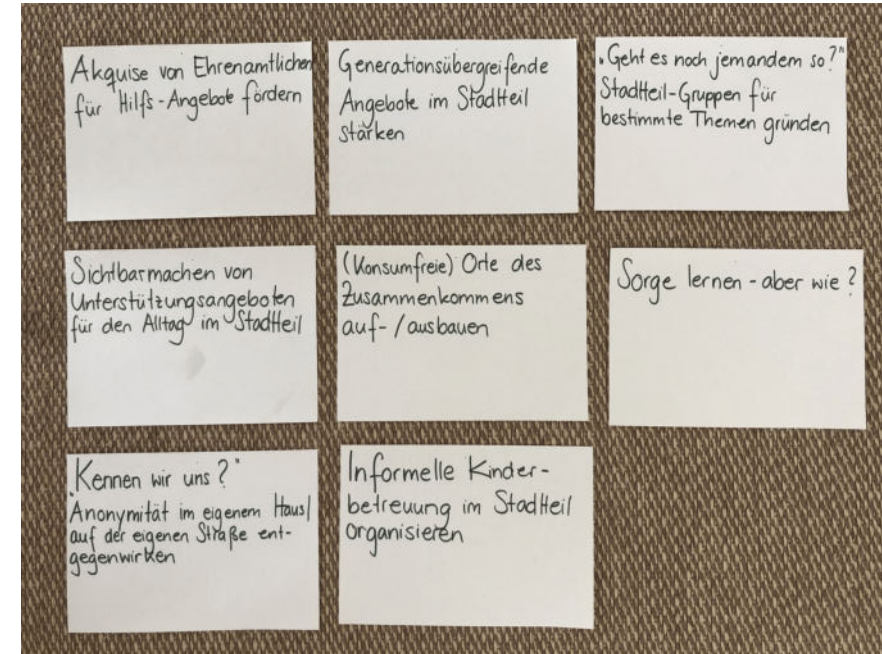 Akquise von Ehrenamtlichen
für Hilfs-Angebote fördern
Generationsübergreifende
Angebote im Stadtteil
stärken
„Geht es noch jemandem so?"
Stadtteil-Gruppen für
bestimmte Themen gründen
Sichtbarmachen von
Unterstützungsangeboten
für den Alltag im Stadtteil
(Konsumfreie) Orte des
Zusammenkommens
auf-/ausbauen
Sorge lernen - aber wie?
„Kennen wir uns?"
Anonymität im eigenem Haus/
auf der eigenen Straße ent-
gegenwirken
Informelle Kinder-
betreuung im Stadtteil
organisieren